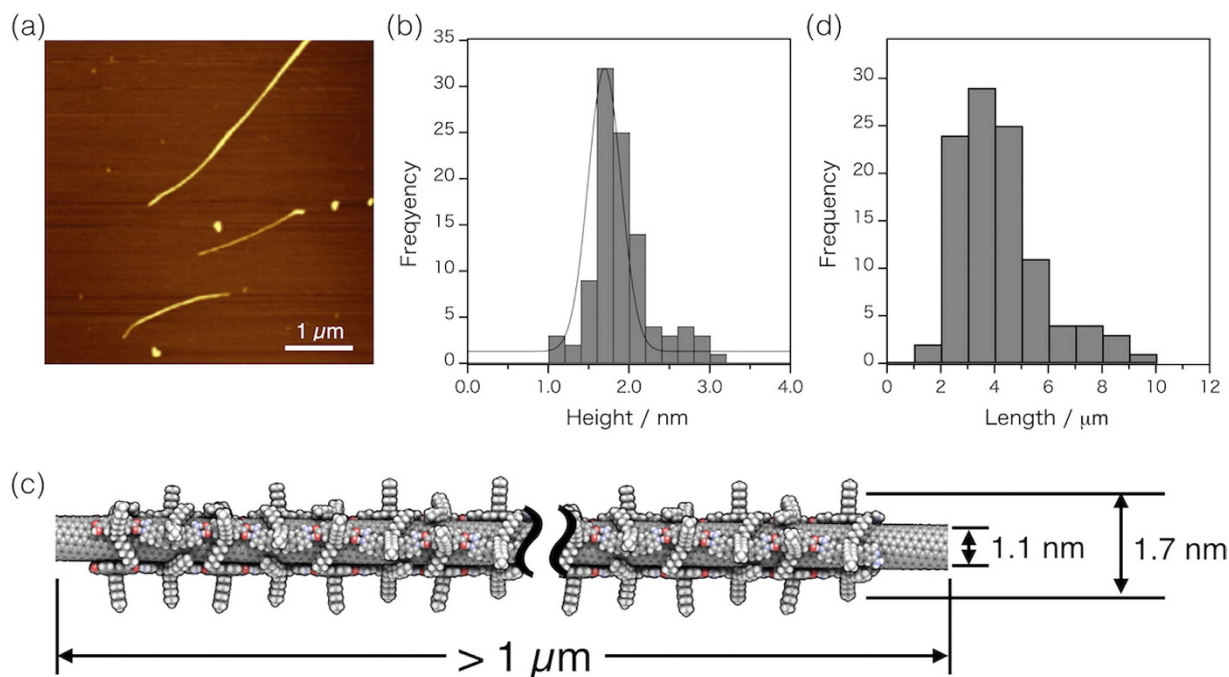 (a)
1 μm
(b)
35
30
25
20
15
10
5
0
Freqyency
0.0 1.0 2.0 3.0 4.0
Height / nm
(d)
30
25
20
15
10
5
0
Frequency
0 2 4 6 8 10 12
Length / μm
(c)
1.1 nm
1.7 nm
> 1 μm